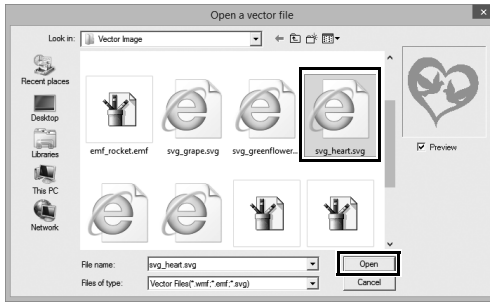 Open a vector file
Look in:
Vector Image
Recent places
Desktop
Libraries
This PC
Network
emf_rocket.emf
svg_grape.svg
svg_greenflower...
svg_heart.svg
Preview
File name:
svg_heart.svg
Open
Files of type:
Vector Files(*.wmf;*.emf;*.svg)
Cancel